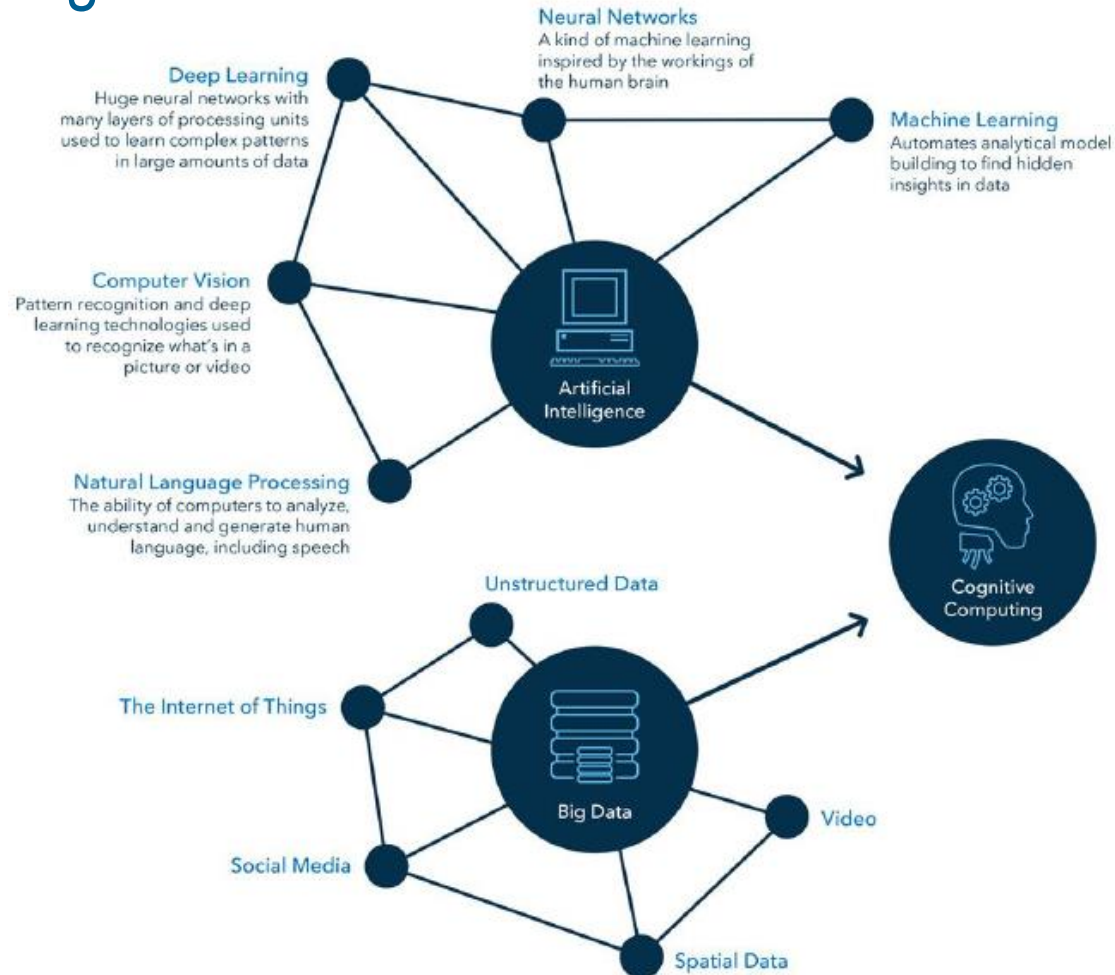 Neural Networks
A kind of machine learning
inspired by the workings of
the human brain
Deep Learning
Huge neural networks with
many layers of processing units
used to learn complex patterns
in large amounts of data
Machine Learning
Automates analytical model
building to find hidden
insights in data
Computer Vision
Pattern recognition and deep
learning technologies used
to recognize what's in a
picture or video
Artificial
Intelligence
Natural Language Processing
The ability of computers to analyze,
understand and generate human
language, including speech
Cognitive
Computing
Unstructured Data
The Internet of Things
Big Data
Video
Social Media
Spatial Data